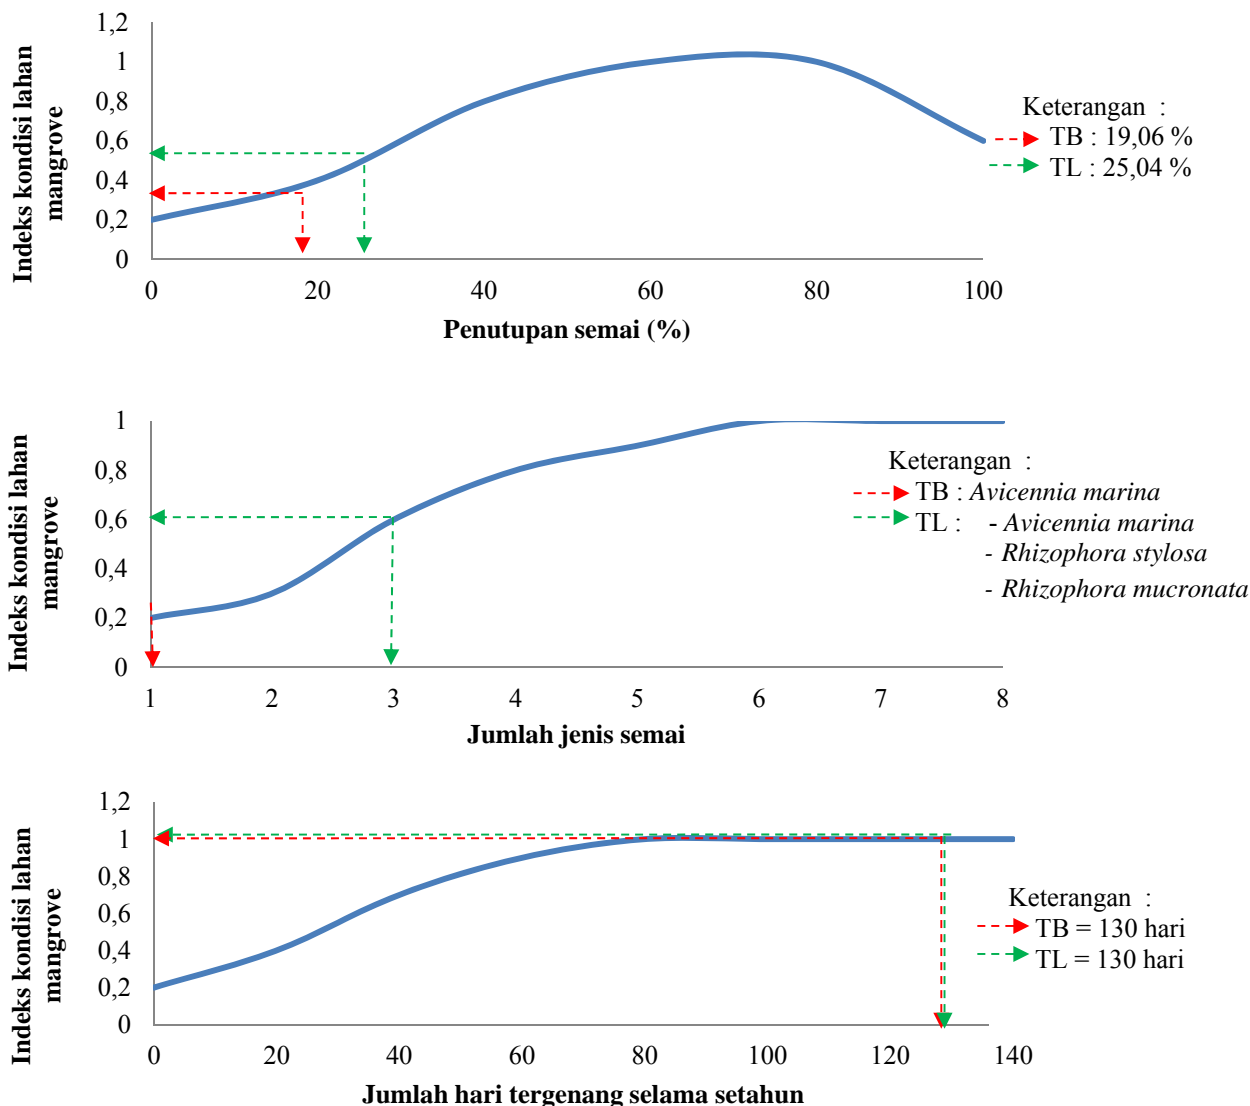 1,2
1
0,8
0,6
0,4
0,2
0
Indeks kondisi lahan
mangrove
0 20 40 60 80 100
Penutupan semai (%)
Keterangan :
TB : 19,06 %
TL : 25,04 %
1
0,8
0,6
0,4
0,2
0
Indeks kondisi lahan
mangrove
1 2 3 4 5 6 7 8
Jumlah jenis semai
Keterangan :
TB : Avicennia marina
TL : - Avicennia marina
- Rhizophora stylosa
- Rhizophora mucronata
1,2
1
0,8
0,6
0,4
0,2
0
Indeks kondisi lahan
mangrove
0 20 40 60 80 100 120 140
Jumlah hari tergenang selama setahun
Keterangan :
TB = 130 hari
TL = 130 hari